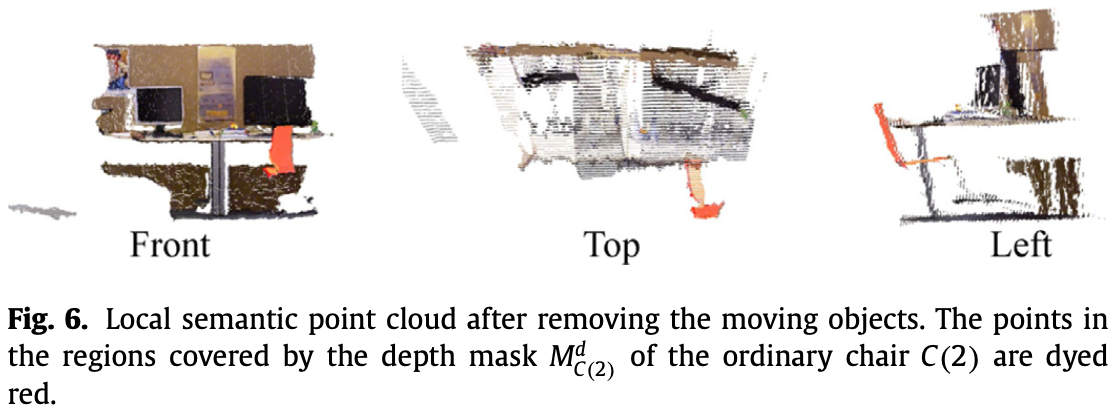 Front Top Left
Fig. 6. Local semantic point cloud after removing the moving objects. The points in
the regions covered by the depth mask $M^d_{C(2)}$ of the ordinary chair $C(2)$ are dyed
red.